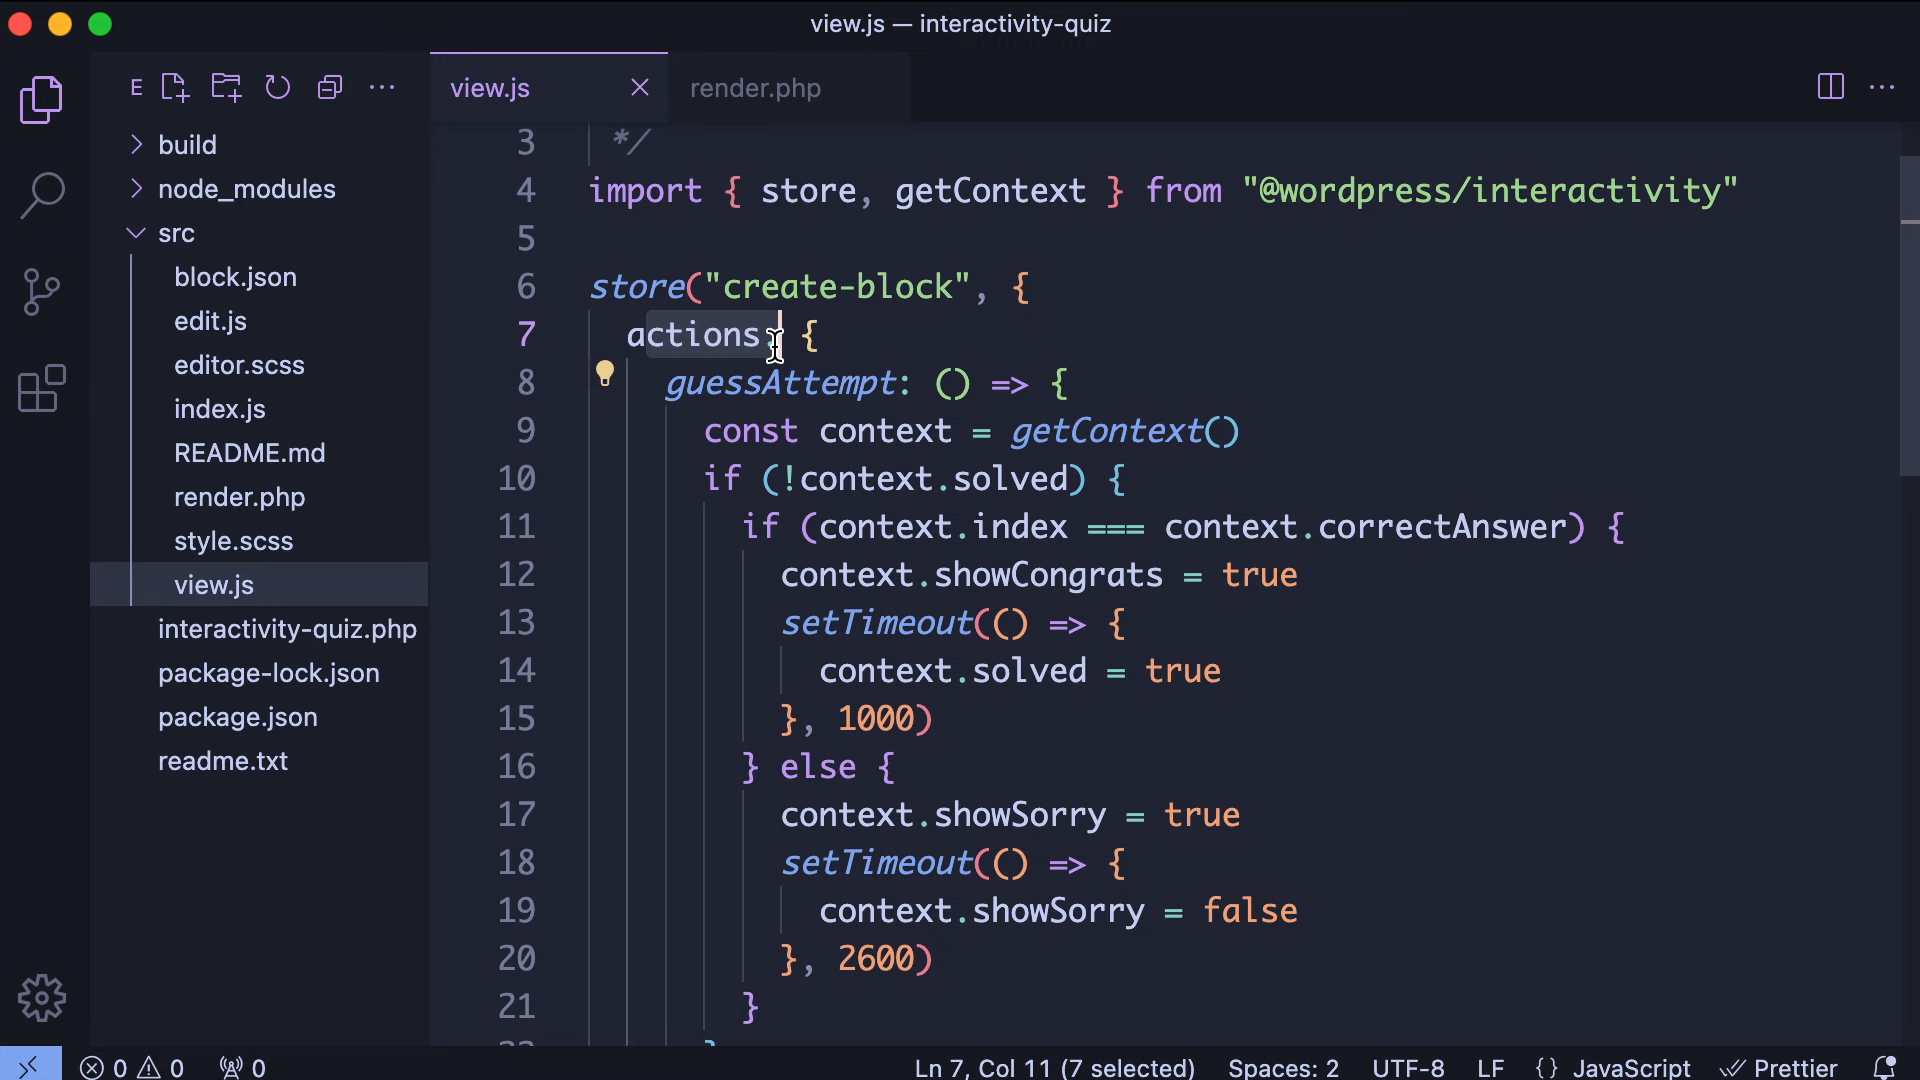 view.js — interactivity-quiz
E
view.js
render.php
build
node_modules
src
block.json
edit.js
editor.scss
index.js
README.md
render.php
style.scss
view.js
interactivity-quiz.php
package-lock.json
package.json
readme.txt
3 */
4 import { store, getContext } from "@wordpress/interactivity"
5
6 store("create-block", {
7 actions: {
8 guessAttempt: () => {
9 const context = getContext()
10 if (!context.solved) {
11 if (context.index === context.correctAnswer) {
12 context.showCongrats = true
13 setTimeout(() => {
14 context.solved = true
15 }, 1000)
16 } else {
17 context.showSorry = true
18 setTimeout(() => {
19 context.showSorry = false
20 }, 2600)
21 }
0 0 0 Ln 7, Col 11 (7 selected) Spaces: 2 UTF-8 LF {} JavaScript Prettier